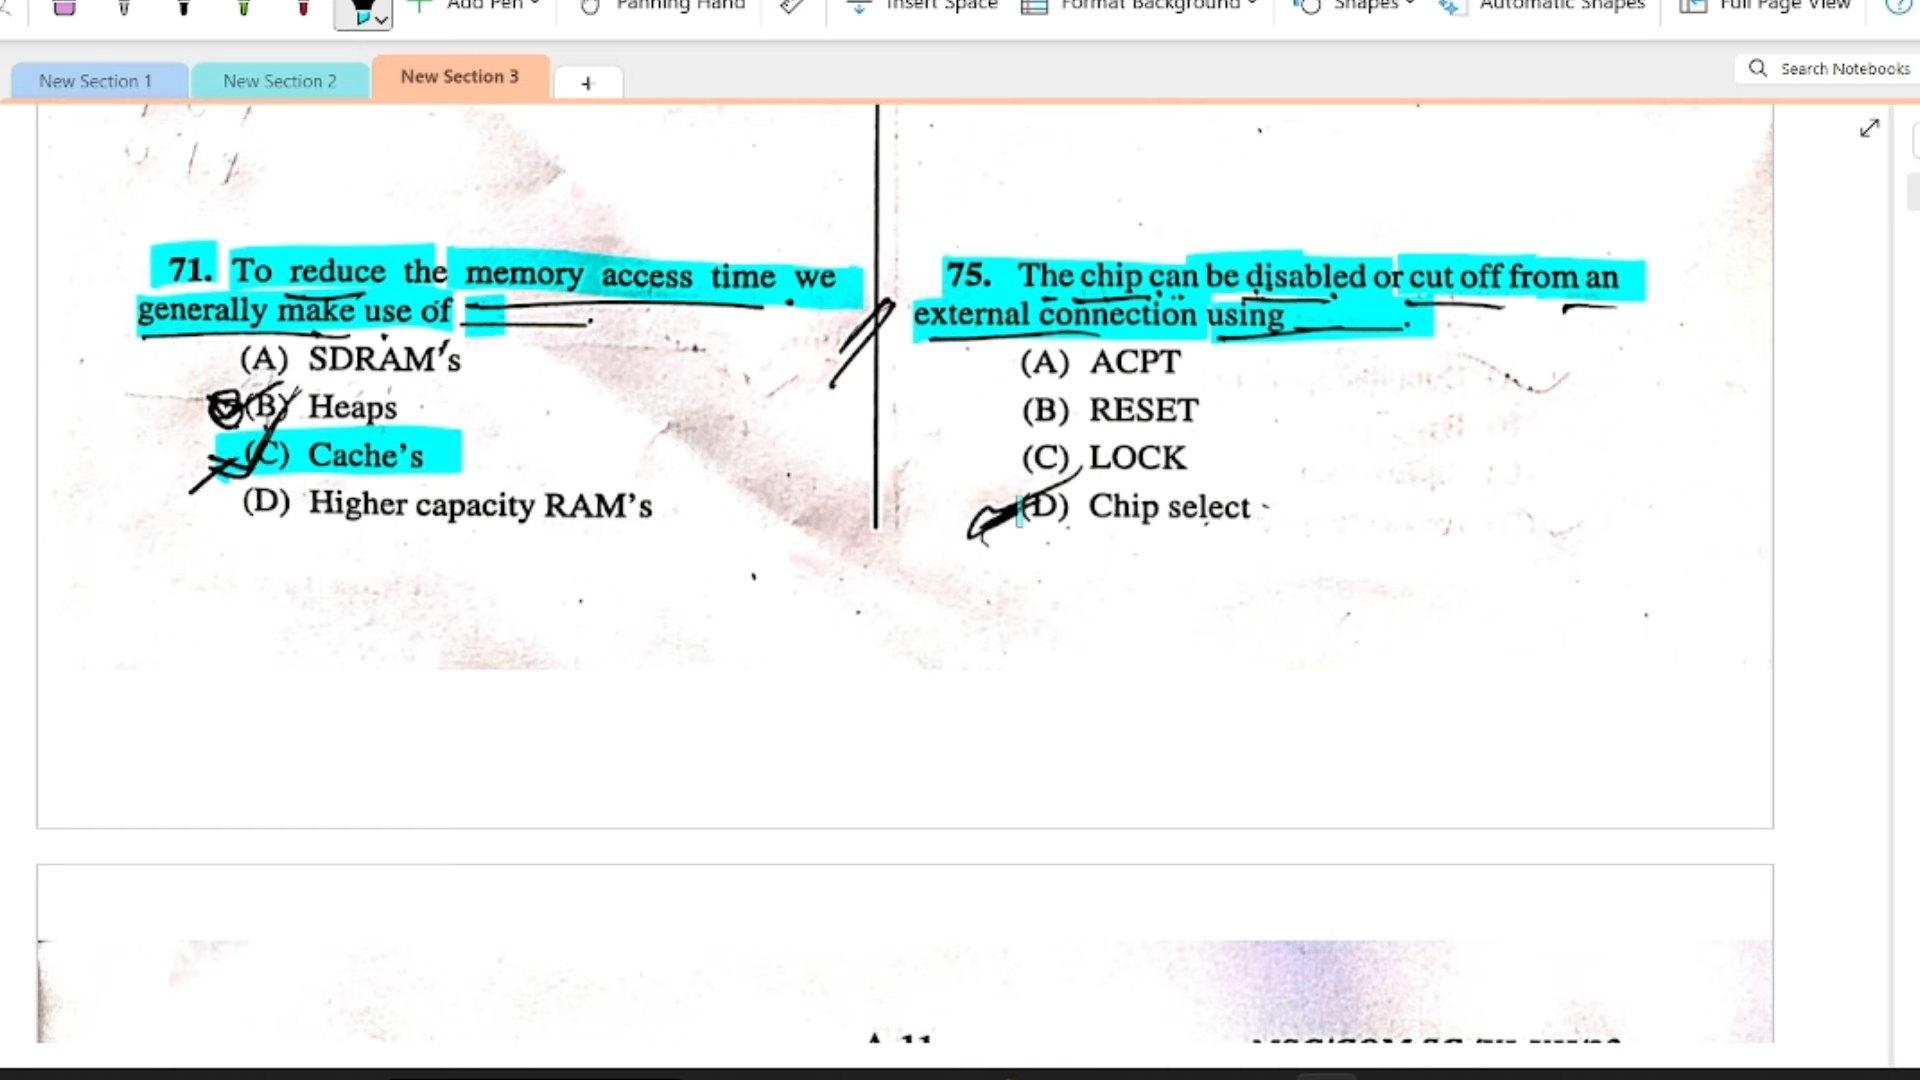 Add Pen
Panning Hand
Insert Space
Format Background
Shapes
Automatic Shapes
Full Page View
New Section 1
New Section 2
New Section 3
Search Notebooks
71. To reduce the memory access time we
generally make use of ______.
(A) SDRAM's
(B) Heaps
(C) Cache's
(D) Higher capacity RAM's
75. The chip can be disabled or cut off from an
external connection using ______.
(A) ACPT
(B) RESET
(C) LOCK
(D) Chip select